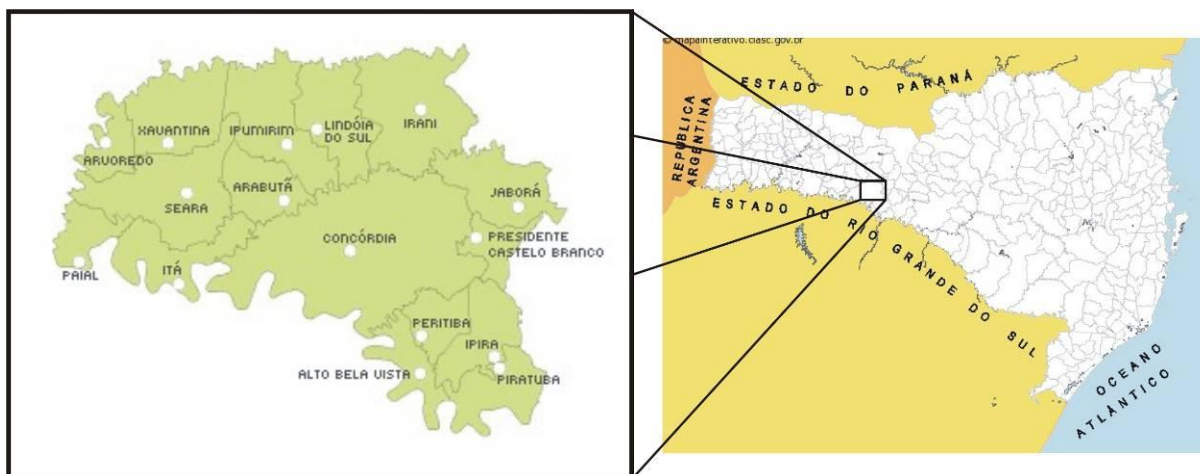 XAVANTINA
IPUMIRIM
LINDÓIA
DO SUL
IRANI
ARVOREDO
SEARA
ARABUTÃ
JABORÁ
CONCÓRDIA
PRESIDENTE
CASTELO BRANCO
PAIAL
ITÁ
PERITIBA
IPIRA
ALTO BELA VISTA
PIRATUBA
© mapainterativo.ciasc.gov.br
ESTADO DO PARANÁ
REPUBLICA
ARGENTINA
ESTADO DO RIO GRANDE DO SUL
OCEANO
ATLÂNTICO